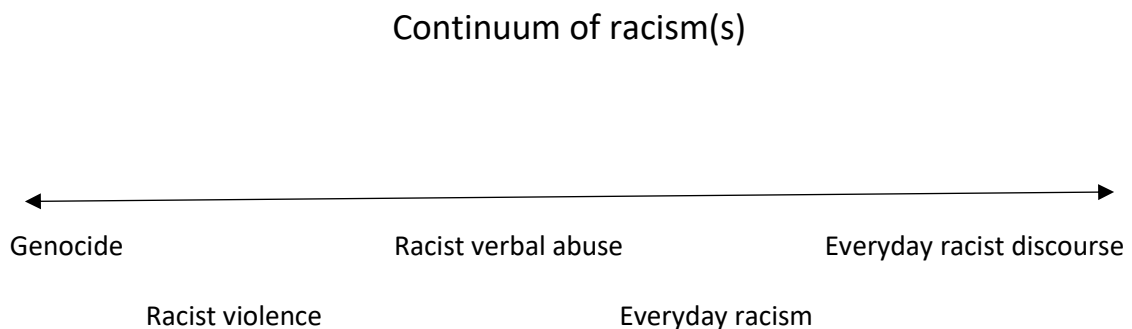 Continuum of racism(s)
Genocide Racist verbal abuse Everyday racist discourse
Racist violence Everyday racism